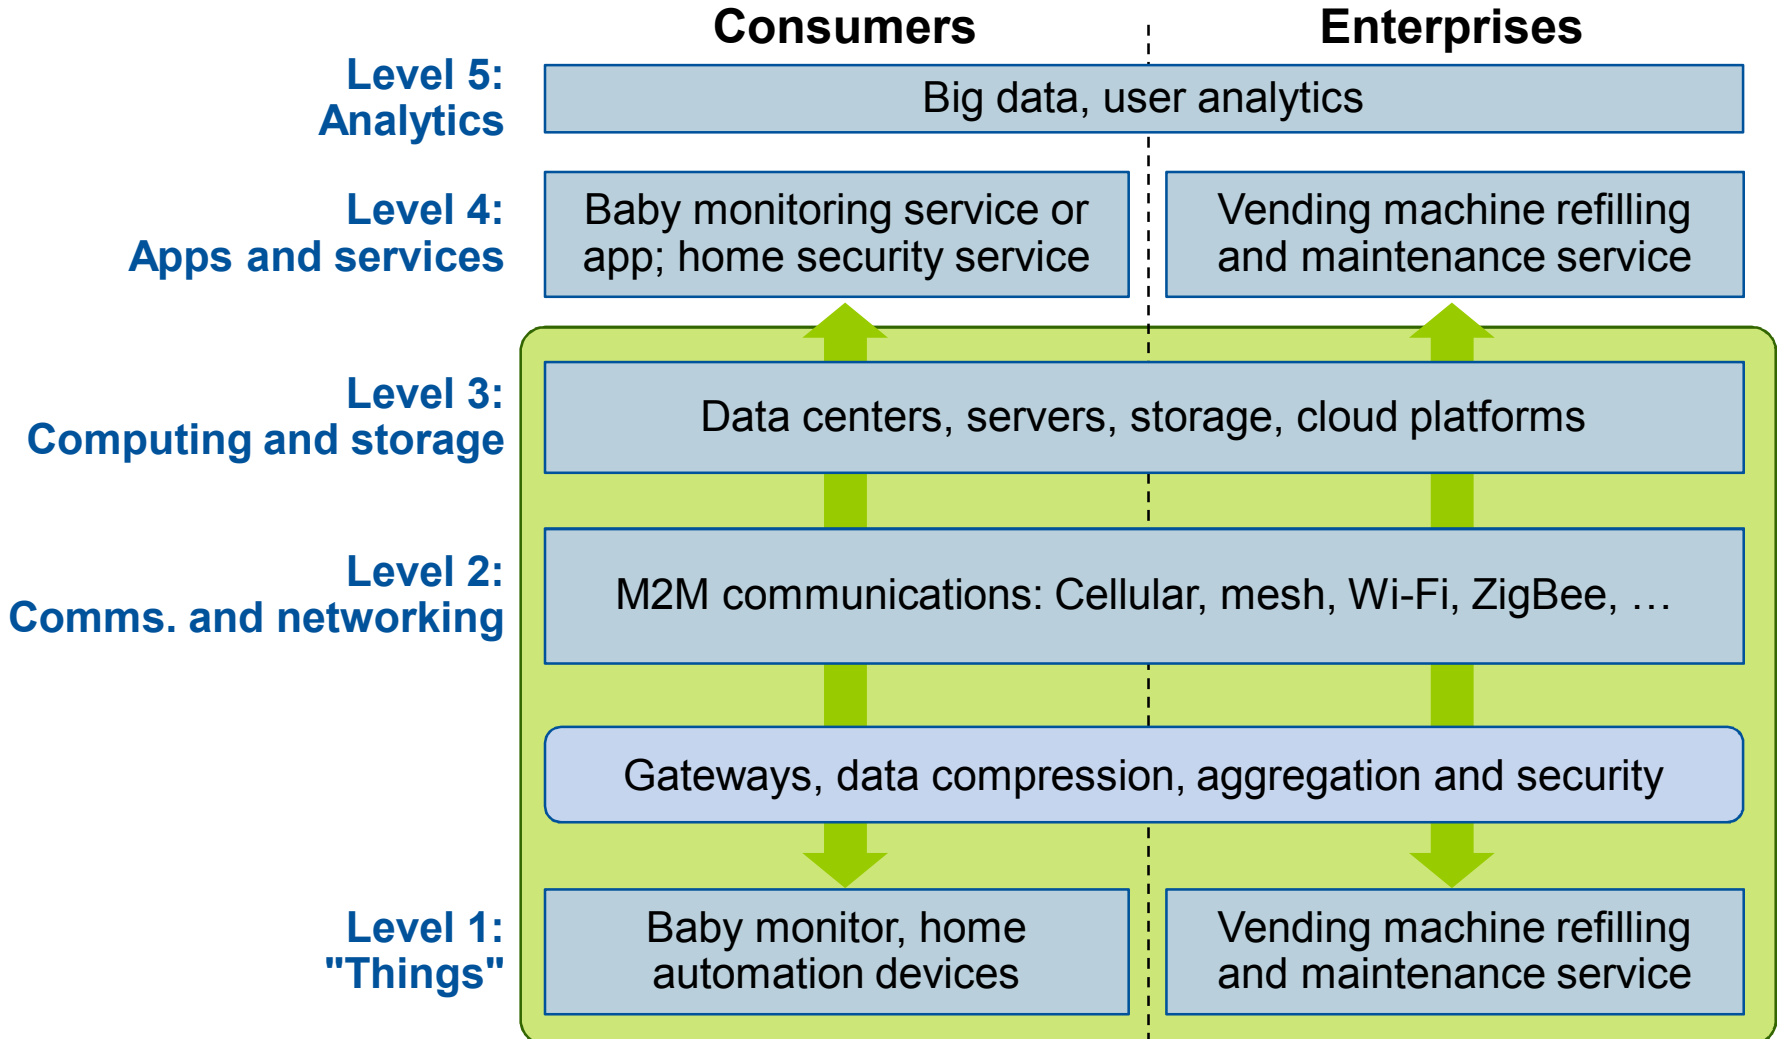 Consumers
Enterprises
Level 5:
Analytics
Big data, user analytics
Level 4:
Apps and services
Baby monitoring service or
app; home security service
Vending machine refilling
and maintenance service
Level 3:
Computing and storage
Data centers, servers, storage, cloud platforms
Level 2:
Comms. and networking
M2M communications: Cellular, mesh, Wi-Fi, ZigBee, …
Gateways, data compression, aggregation and security
Level 1:
"Things"
Baby monitor, home
automation devices
Vending machine refilling
and maintenance service